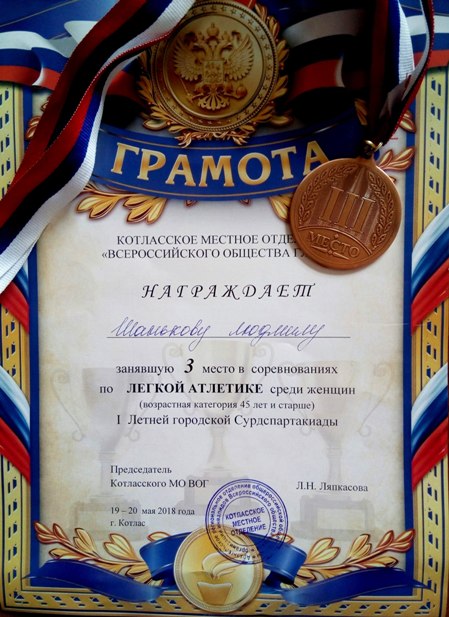 ГРАМОТА
III
МЕСТО
КОТЛАССКОЕ МЕСТНОЕ ОТДЕ
«ВСЕРОССИЙСКОГО ОБЩЕСТВА Г
НАГРАЖДАЕТ
Шанькову Людмилу
занявшую 3 место в соревнованиях
по ЛЕГКОЙ АТЛЕТИКЕ среди женщин
(возрастная категория 45 лет и старше)
I Летней городской Сурдспартакиады
Председатель
Котласского МО ВОГ Л.Н. Ляпкасова
19 – 20 мая 2018 года
г. Котлас
КОТЛАССКОЕ
МЕСТНОЕ
ОТДЕЛЕНИЕ